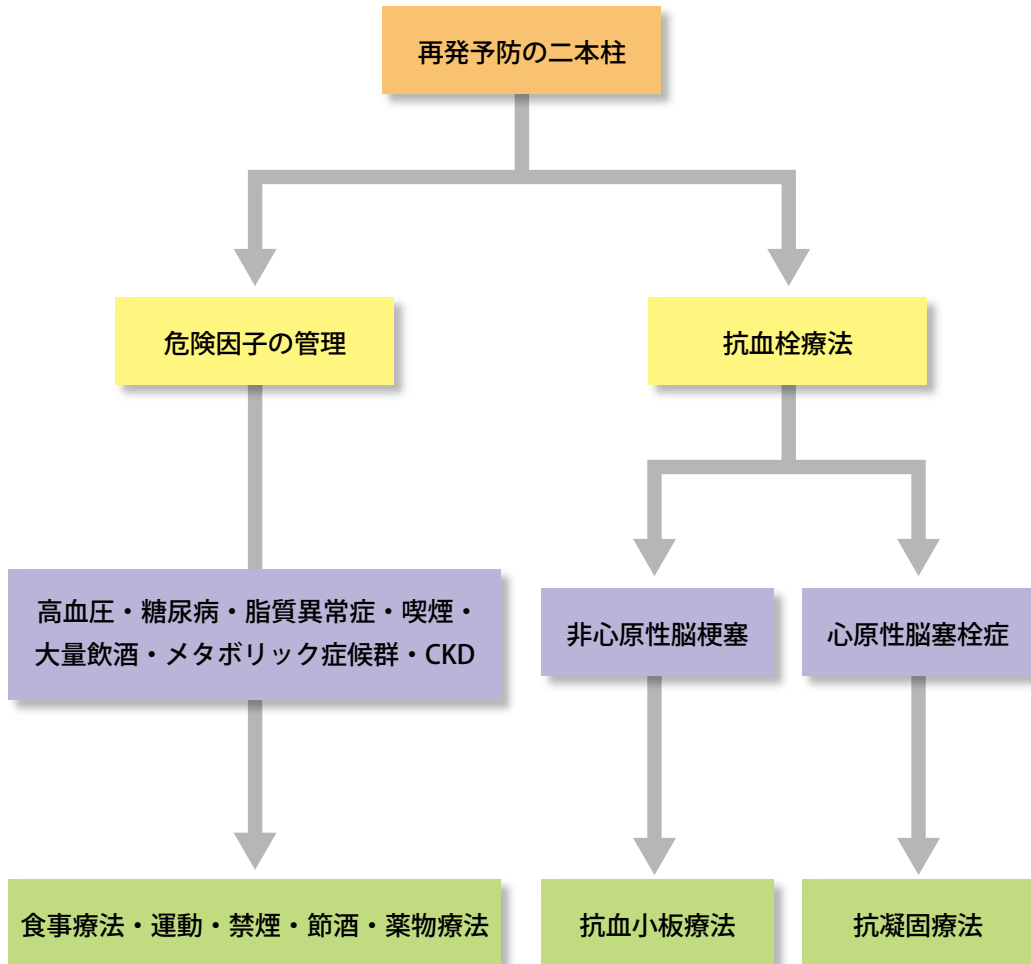 再発予防の二本柱
危険因子の管理
抗血栓療法
高血圧・糖尿病・脂質異常症・喫煙・
大量飲酒・メタボリック症候群・CKD
非心原性脳梗塞
心原性脳塞栓症
食事療法・運動・禁煙・節酒・薬物療法
抗血小板療法
抗凝固療法